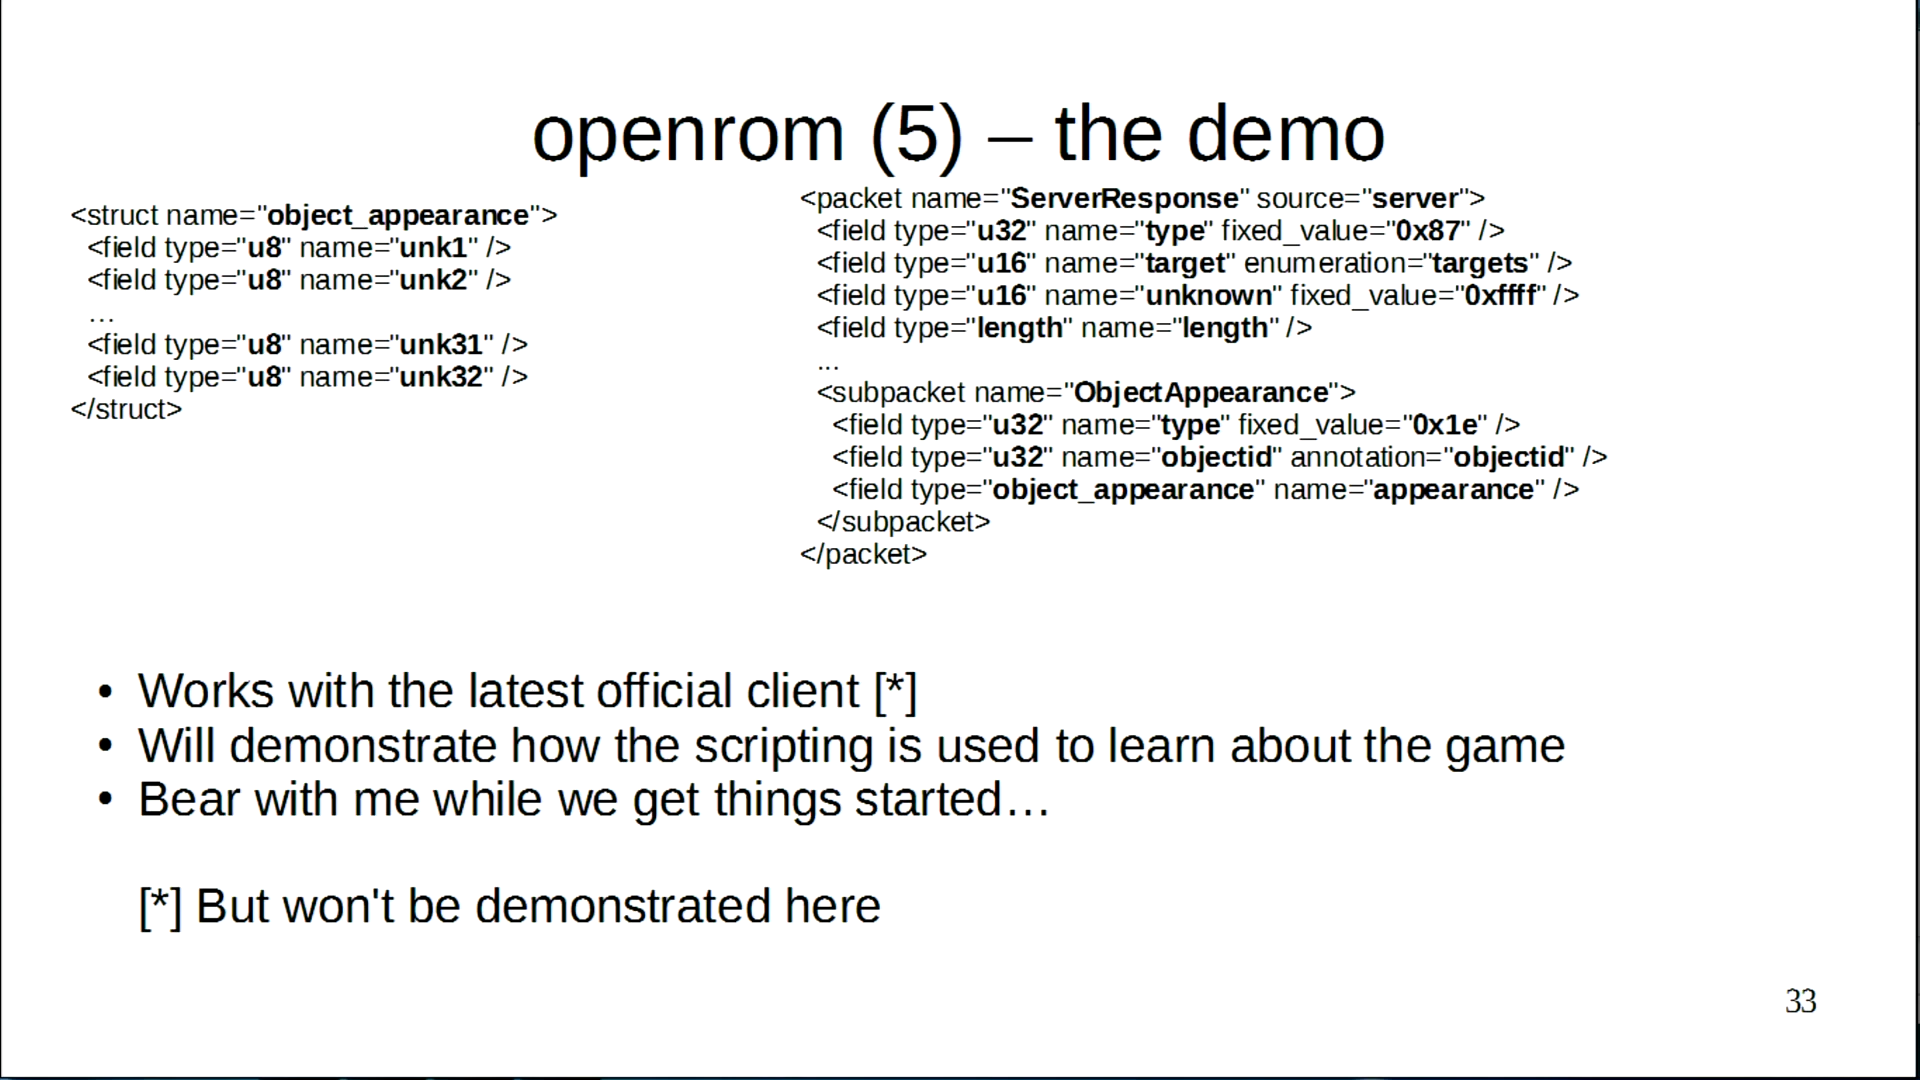 openrom (5) – the demo
<struct name="object_appearance">
<field type="u8" name="unk1" />
<field type="u8" name="unk2" />
…
<field type="u8" name="unk31" />
<field type="u8" name="unk32" />
</struct>
<packet name="ServerResponse" source="server">
<field type="u32" name="type" fixed_value="0x87" />
<field type="u16" name="target" enumeration="targets" />
<field type="u16" name="unknown" fixed_value="0xffff" />
<field type="length" name="length" />
...
<subpacket name="ObjectAppearance">
<field type="u32" name="type" fixed_value="0x1e" />
<field type="u32" name="objectid" annotation="objectid" />
<field type="object_appearance" name="appearance" />
</subpacket>
</packet>
• Works with the latest official client [*]
• Will demonstrate how the scripting is used to learn about the game
• Bear with me while we get things started…
[*] But won't be demonstrated here
33